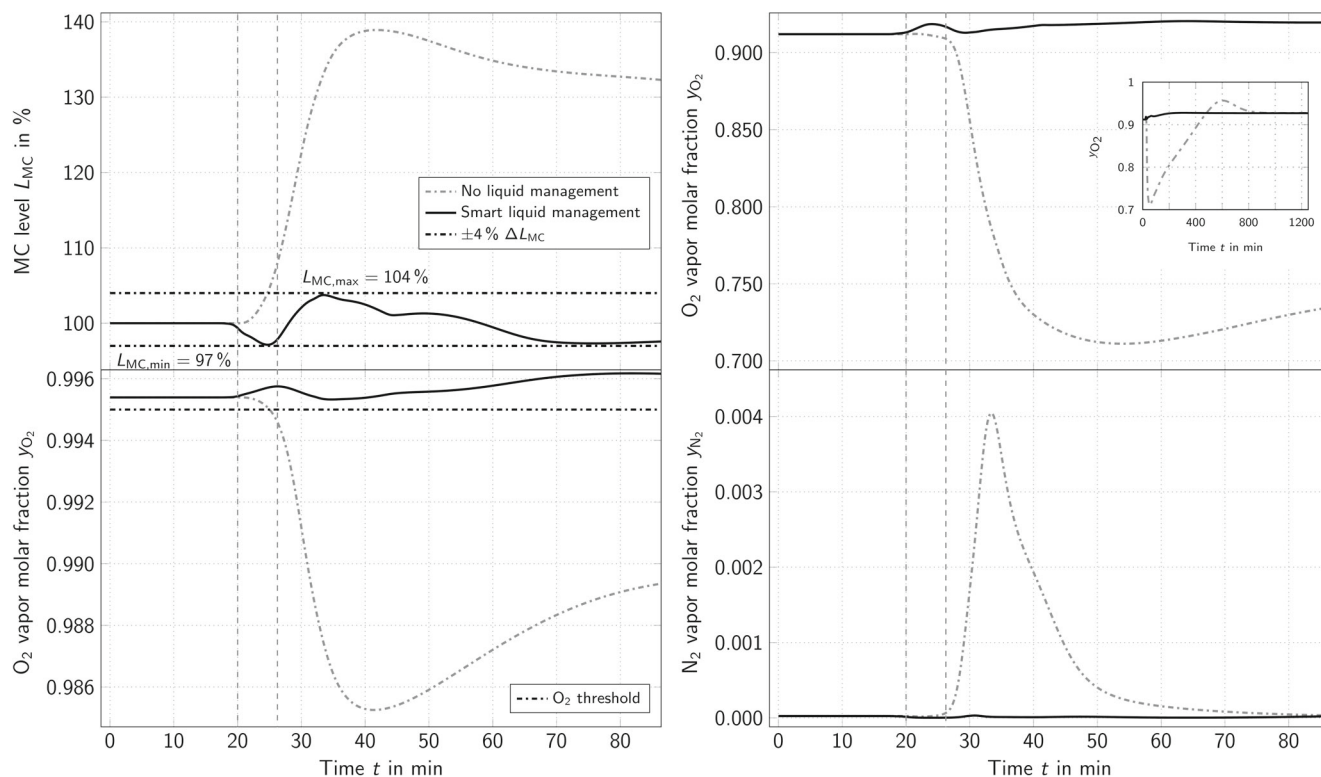 MC level L_MC in %
140
130
120
110
100
No liquid management
Smart liquid management
±4 % ΔL_MC
L_MC,max = 104 %
L_MC,min = 97 %
O₂ vapor molar fraction y_O₂
0.996
0.994
0.992
0.990
0.988
0.986
O₂ threshold
0 10 20 30 40 50 60 70 80
Time t in min
O₂ vapor molar fraction y_O₂
0.900
0.850
0.800
0.750
0.700
y_O₂
1
0.9
0.8
0.7
0 400 800 1200
Time t in min
N₂ vapor molar fraction y_N₂
0.004
0.003
0.002
0.001
0.000
0 10 20 30 40 50 60 70 80
Time t in min